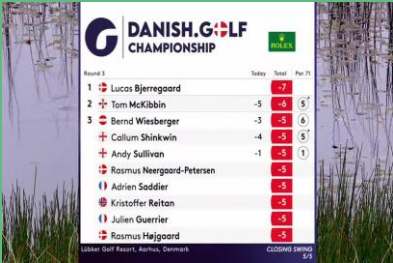 DANISH.GOLF
CHAMPIONSHIP
ROLEX
Round 3 Today Total Par 71
1 Lucas Bjerregaard -7
2 Tom McKibbin -5 -6 5*
3 Bernd Wiesberger -3 -5 6
Callum Shinkwin -4 -5 5*
Andy Sullivan -1 -5 1
Rasmus Neergaard-Petersen -5
Adrien Saddier -5
Kristoffer Reitan -5
Julien Guerrier -5
Rasmus Højgaard -5
Lübker Golf Resort, Aarhus, Denmark CLOSING SWING
5/5